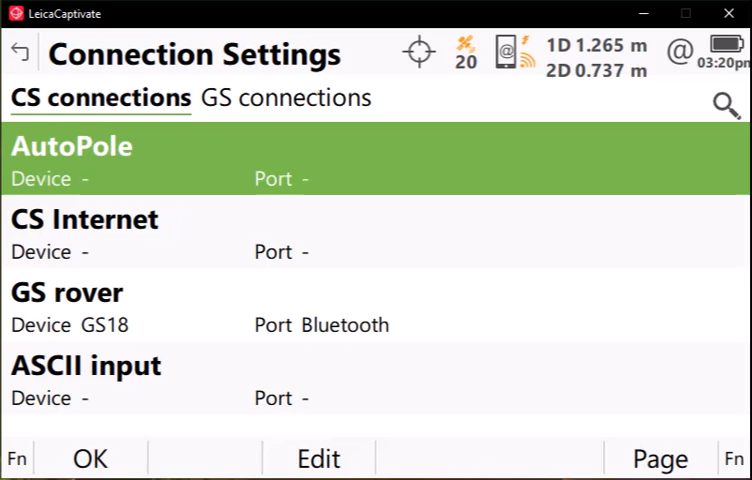 LeicaCaptivate
Connection Settings
20
@
1D 1.265 m
2D 0.737 m
@
03:20pm
CS connections GS connections
AutoPole
Device - Port -
CS Internet
Device - Port -
GS rover
Device GS18 Port Bluetooth
ASCII input
Device - Port -
Fn OK Edit Page Fn